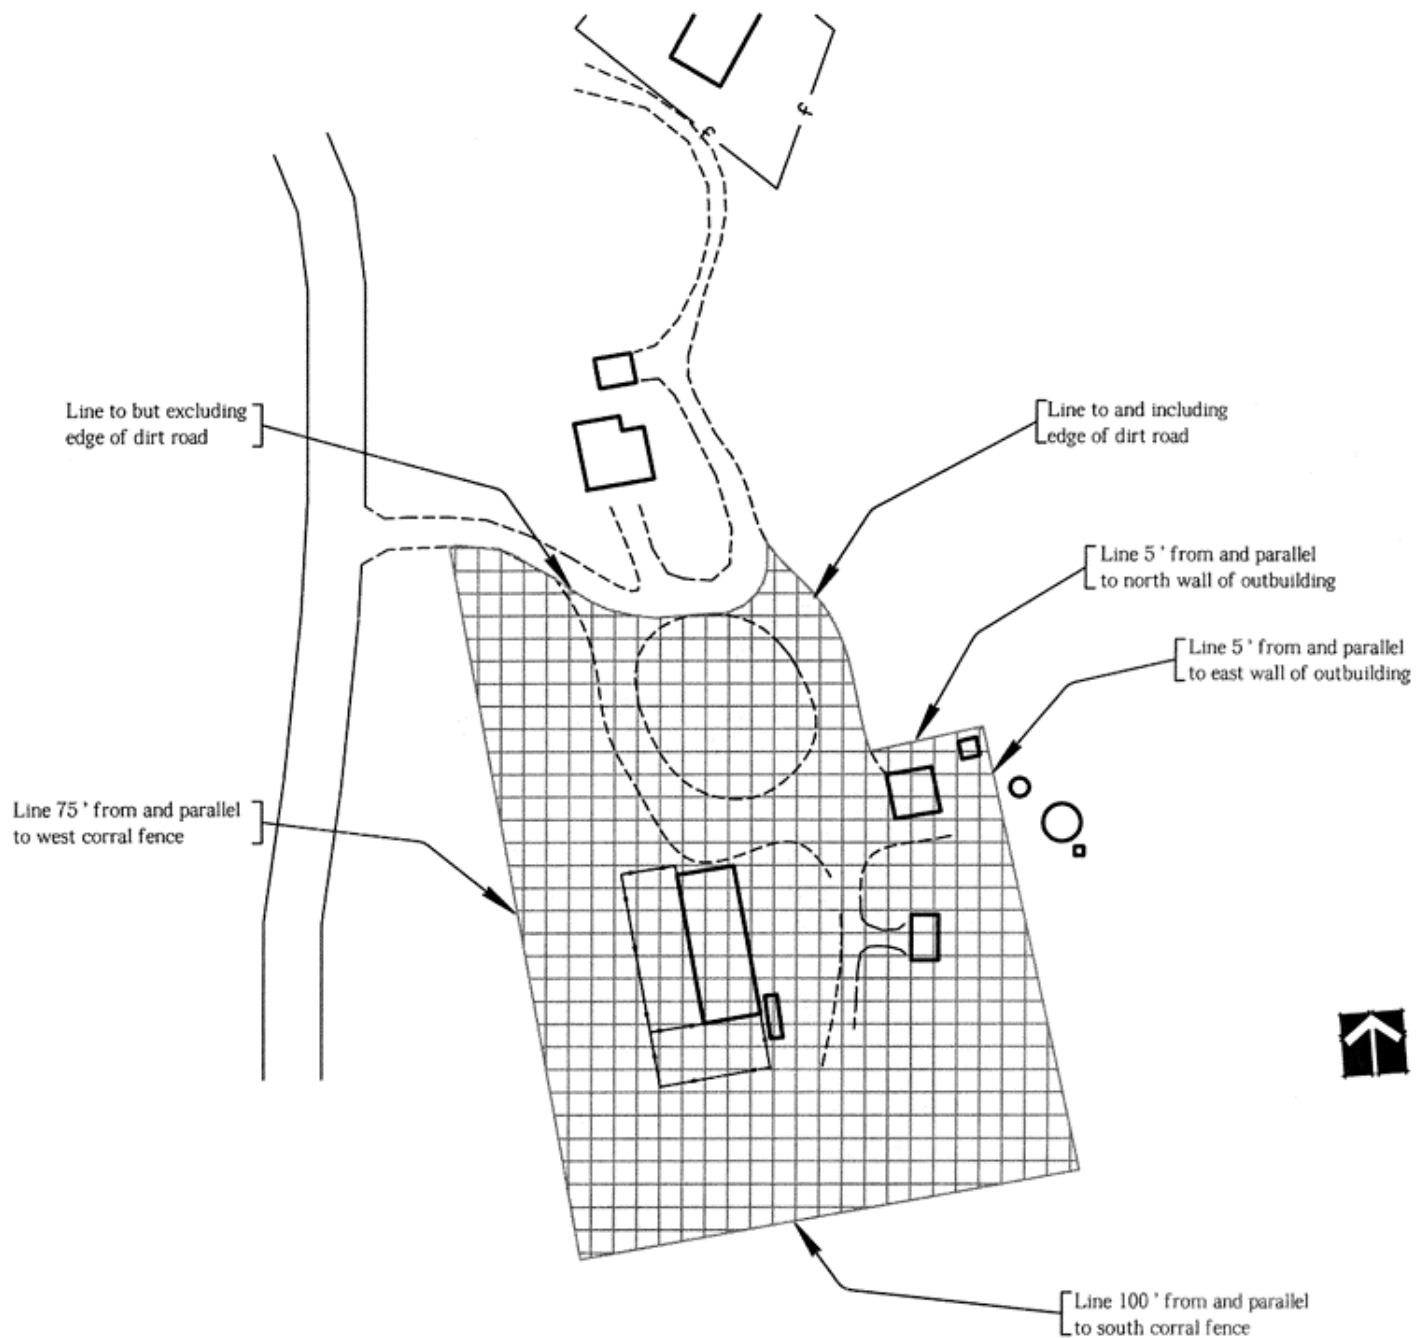 Line to but excluding
edge of dirt road
Line to and including
edge of dirt road
Line 5 ' from and parallel
to north wall of outbuilding
Line 5 ' from and parallel
to east wall of outbuilding
Line 75 ' from and parallel
to west corral fence
Line 100 ' from and parallel
to south corral fence